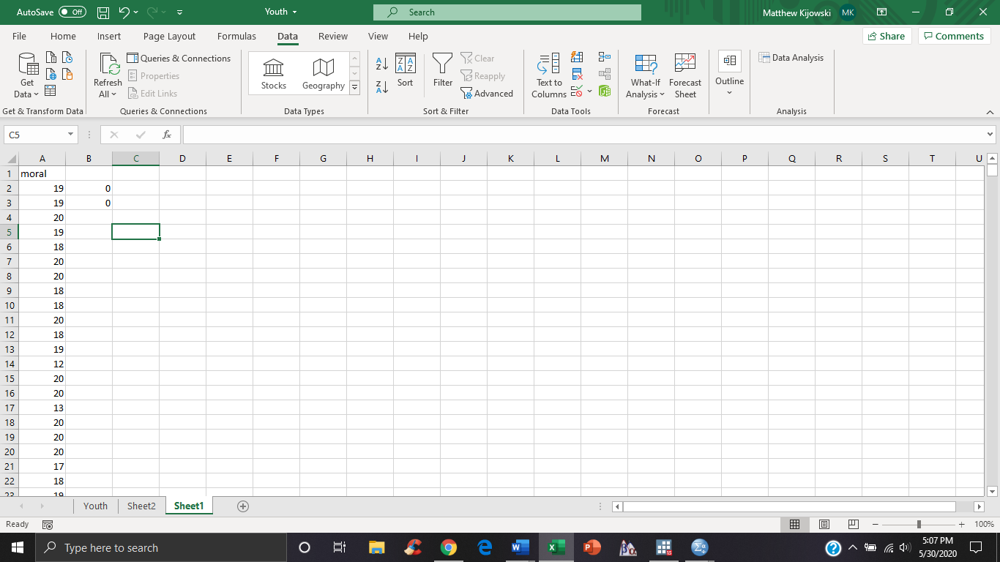 AutoSave Off Youth Search Matthew Kijowski MK
File Home Insert Page Layout Formulas Data Review View Help Share Comments
Get Data
Refresh All
Queries & Connections
Properties
Edit Links
Stocks Geography
Sort
Filter
Clear
Reapply
Advanced
Text to Columns
What-If Analysis
Forecast Sheet
Outline
Data Analysis
Get & Transform Data Queries & Connections Data Types Sort & Filter Data Tools Forecast Analysis
C5 fx
A B C D E F G H I J K L M N O P Q R S T U
1 moral
2 19 0
3 19 0
4 20
5 19
6 18
7 20
8 20
9 18
10 18
11 20
12 18
13 19
14 12
15 20
16 20
17 13
18 20
19 20
20 20
21 17
22 18
23 19
Youth Sheet2 Sheet1
Ready 100%
Type here to search 5:07 PM
5/30/2020